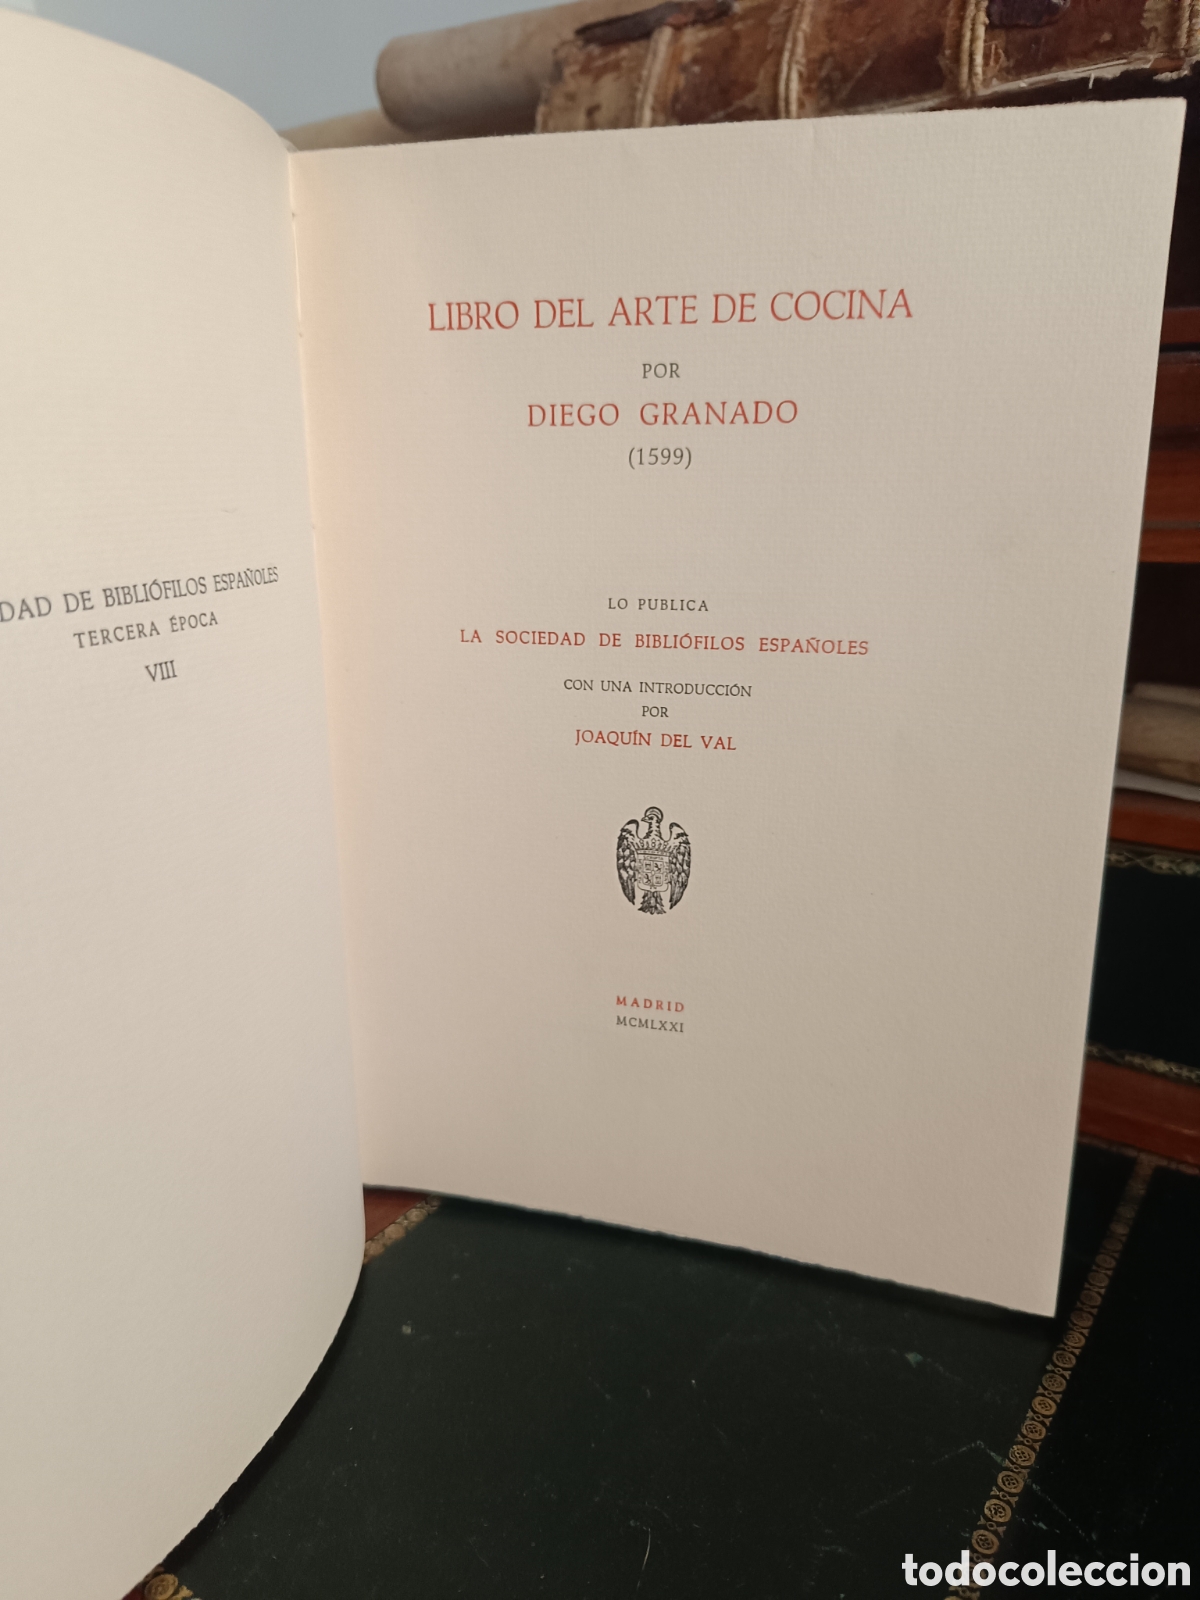 DAD DE BIBLIÓFILOS ESPAÑOLES
TERCERA ÉPOCA
VIII
LIBRO DEL ARTE DE COCINA
POR
DIEGO GRANADO
(1599)
LO PUBLICA
LA SOCIEDAD DE BIBLIÓFILOS ESPAÑOLES
CON UNA INTRODUCCIÓN
POR
JOAQUÍN DEL VAL
MADRID
MCMLXXI
todocoleccion